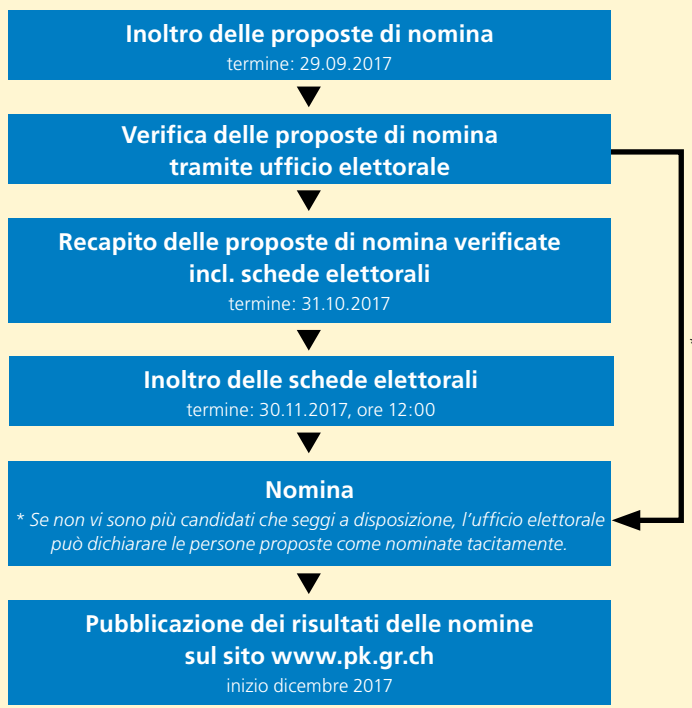 Inoltro delle proposte di nomina
termine: 29.09.2017
Verifica delle proposte di nomina
tramite ufficio elettorale
Recapito delle proposte di nomina verificate
incl. schede elettorali
termine: 31.10.2017
*
Inoltro delle schede elettorali
termine: 30.11.2017, ore 12:00
Nomina
* Se non vi sono più candidati che seggi a disposizione, l'ufficio elettorale
può dichiarare le persone proposte come nominate tacitamente.
Pubblicazione dei risultati delle nomine
sul sito www.pk.gr.ch
inizio dicembre 2017